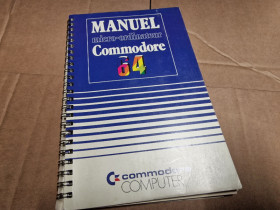 MANUEL
micro-ordinateur
Commodore
64
commodore
COMPUTER